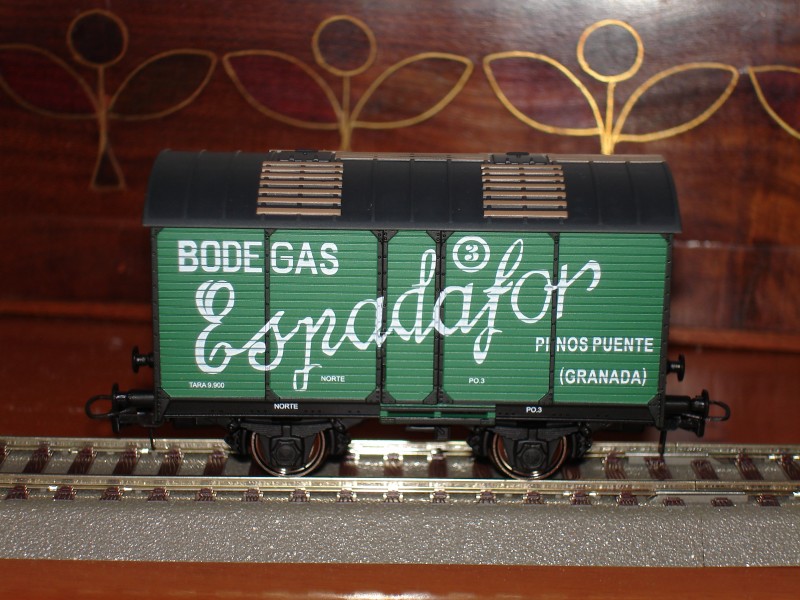 BODEGAS
3
Espadafor
PINOS PUENTE
(GRANADA)
TARA 9.900
NORTE
PO.3
NORTE
PO.3